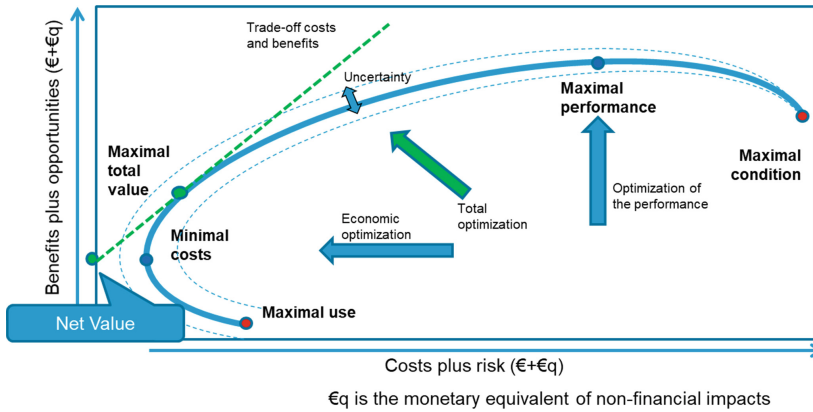 Benefits plus opportunities (€+€q)
Trade-off costs
and benefits
Uncertainty
Maximal
performance
Maximal
total
value
Maximal
condition
Optimization of
the performance
Total
optimization
Economic
optimization
Minimal
costs
Maximal use
Net Value
Costs plus risk (€+€q)
€q is the monetary equivalent of non-financial impacts